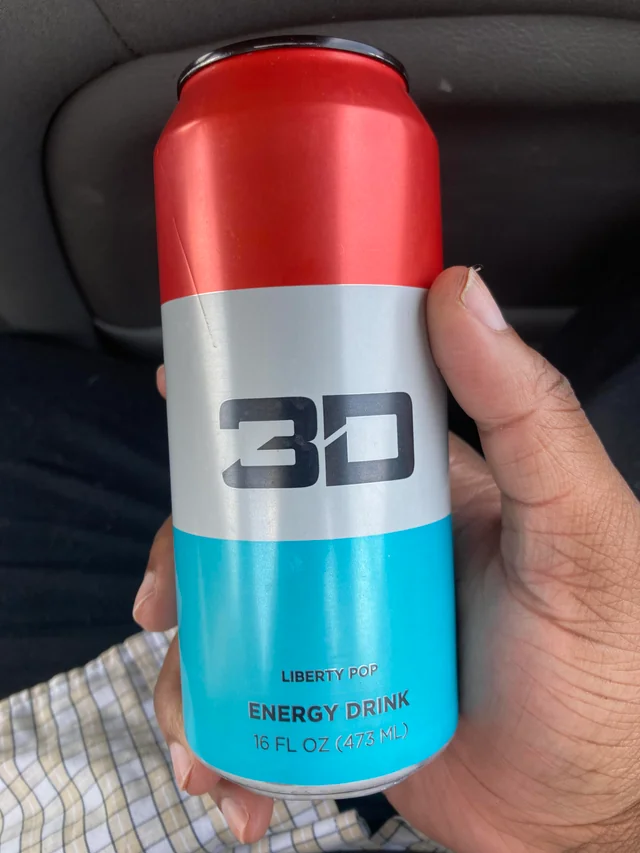 3D
LIBERTY POP
ENERGY DRINK
16 FL OZ (473 ML)